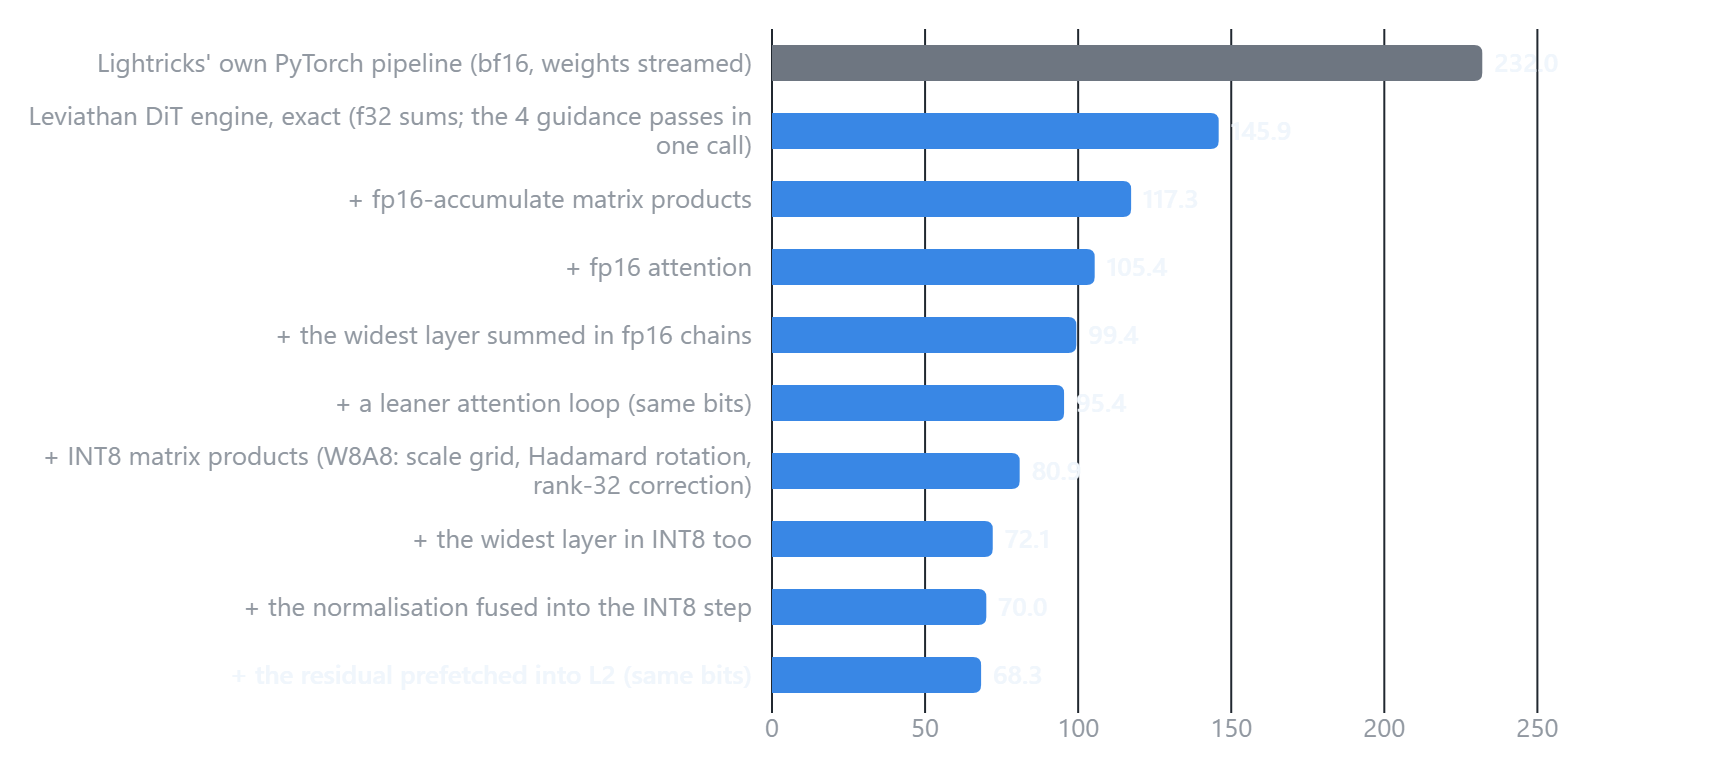 Lightricks' own PyTorch pipeline (bf16, weights streamed)
232.0
Leviathan DiT engine, exact (f32 sums; the 4 guidance passes in
one call)
145.9
+ fp16-accumulate matrix products
117.3
+ fp16 attention
105.4
+ the widest layer summed in fp16 chains
99.4
+ a leaner attention loop (same bits)
95.4
+ INT8 matrix products (W8A8: scale grid, Hadamard rotation,
rank-32 correction)
80.9
+ the widest layer in INT8 too
72.1
+ the normalisation fused into the INT8 step
70.0
+ the residual prefetched into L2 (same bits)
68.3
0 50 100 150 200 250